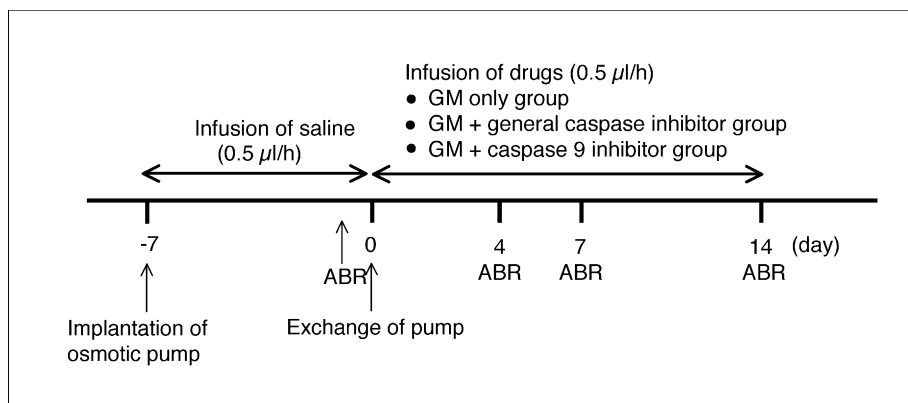 Infusion of drugs (0.5 µl/h)
● GM only group
● GM + general caspase inhibitor group
● GM + caspase 9 inhibitor group
Infusion of saline
(0.5 µl/h)
-7 0 4 7 14 (day)
ABR ABR ABR ABR
Implantation of
osmotic pump
Exchange of pump